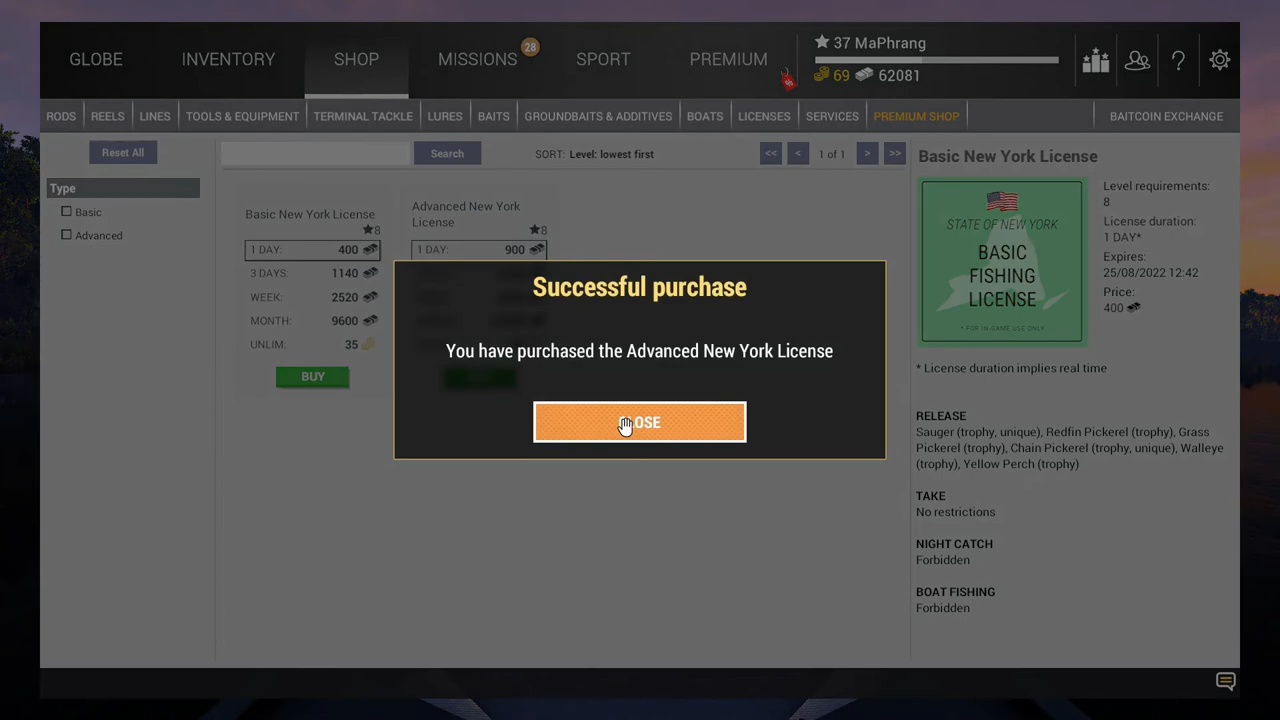 GLOBE
INVENTORY
SHOP
MISSIONS
28
SPORT
PREMIUM
37 MaPhrang
69 62081
?
RODS
REELS
LINES
TOOLS & EQUIPMENT
TERMINAL TACKLE
LURES
BAITS
GROUNDBAITS & ADDITIVES
BOATS
LICENSES
SERVICES
PREMIUM SHOP
BAITCOIN EXCHANGE
Reset All
Search
SORT: Level: lowest first
<<
<
1 of 1
>
>>
Type
Basic
Advanced
Basic New York License
8
1 DAY: 400
3 DAYS: 1140
WEEK: 2520
MONTH: 9600
UNLIM: 35
BUY
Advanced New York
License
8
1 DAY: 900
Successful purchase
You have purchased the Advanced New York License
Basic New York License
STATE OF NEW YORK
BASIC
FISHING
LICENSE
* FOR IN-GAME USE ONLY
Level requirements:
8
License duration:
1 DAY*
Expires:
25/08/2022 12:42
Price:
400
* License duration implies real time
RELEASE
Sauger (trophy, unique), Redfin Pickerel (trophy), Grass
Pickerel (trophy), Chain Pickerel (trophy, unique), Walleye
(trophy), Yellow Perch (trophy)
TAKE
No restrictions
NIGHT CATCH
Forbidden
BOAT FISHING
Forbidden